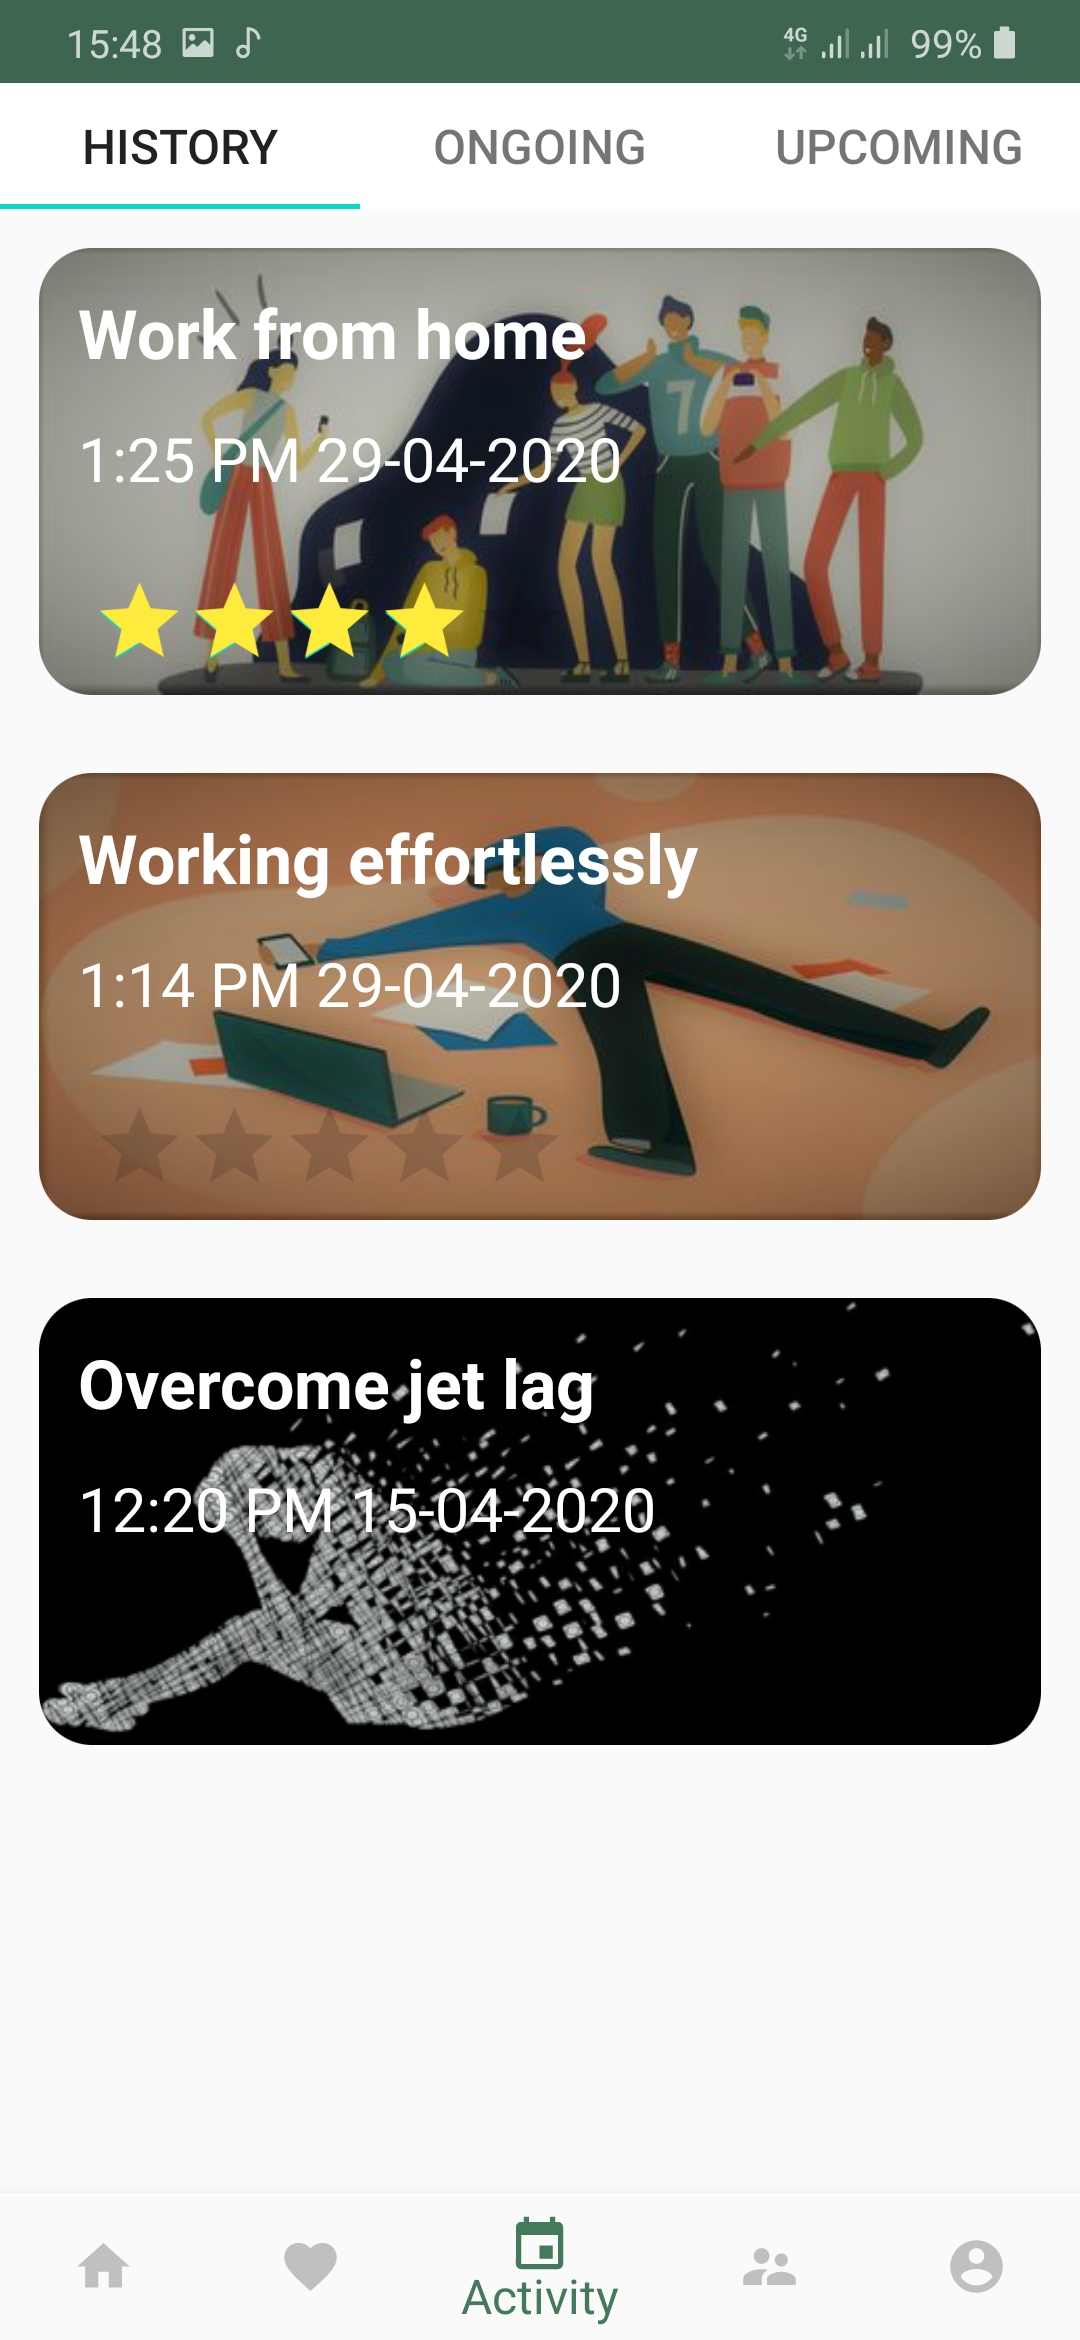 15:48 4G 99%
HISTORY ONGOING UPCOMING
Work from home
1:25 PM 29-04-2020
7
Working effortlessly
1:14 PM 29-04-2020
Overcome jet lag
12:20 PM 15-04-2020
Activity